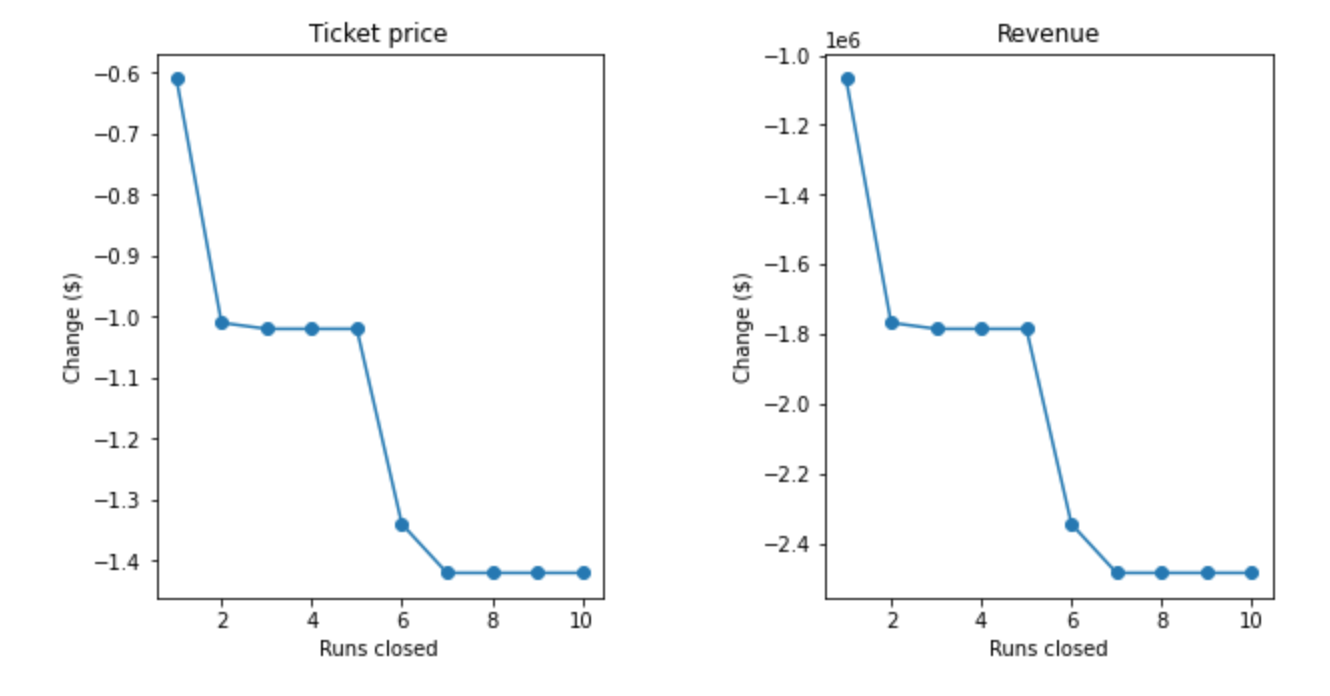 Ticket price
Change ($)
−0.6
−0.7
−0.8
−0.9
−1.0
−1.1
−1.2
−1.3
−1.4
2 4 6 8 10
Runs closed
Revenue
1e6
Change ($)
−1.0
−1.2
−1.4
−1.6
−1.8
−2.0
−2.2
−2.4
2 4 6 8 10
Runs closed